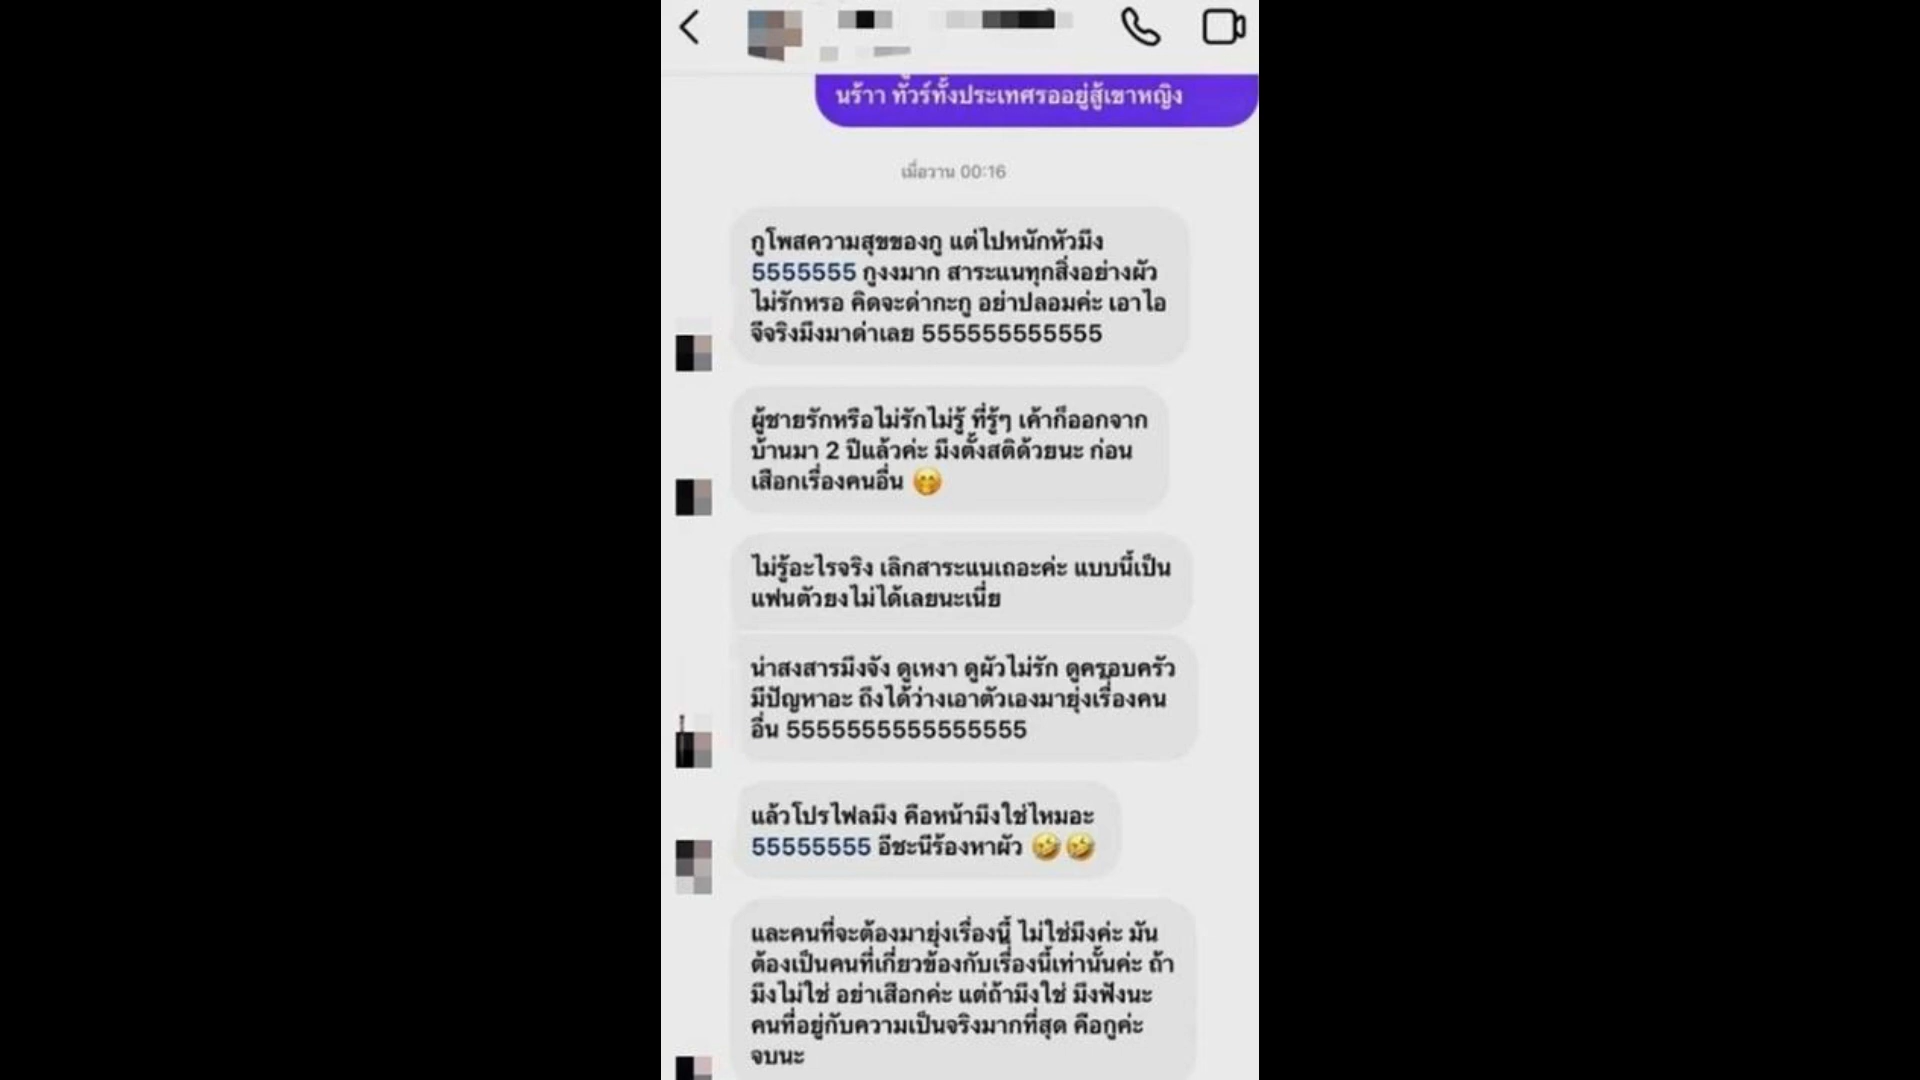 นร้าา ทัวร์ทั้งประเทศรออยู่สู้เขาหญิง
เมื่อวาน 00:16
กูโพสความสุขของกู แต่ไปหนักหัวมึง
5555555 กูงงมาก สาระแนทุกสิ่งอย่างผัว
ไม่รักหรอ คิดจะด่ากะกู อย่าปลอมค่ะ เอาไอ
จีจริงมึงมาด่าเลย 555555555555
ผู้ชายรักหรือไม่รักไม่รู้ ที่รู้ๆ เค้าก็ออกจาก
บ้านมา 2 ปีแล้วค่ะ มึงตั้งสติด้วยนะ ก่อน
เสือกเรื่องคนอื่น 🤭
ไม่รู้อะไรจริง เลิกสาระแนเถอะค่ะ แบบนี้เป็น
แฟนตัวยงไม่ได้เลยนะเนี่ย
น่าสงสารมึงจัง ดูเหงา ดูผัวไม่รัก ดูครอบครัว
มีปัญหาอะ ถึงได้ว่างเอาตัวเองมายุ่งเรื่องคน
อื่น 5555555555555555
แล้วโปรไฟลมึง คือหน้ามึงใช่ไหมอะ
55555555 อีชะนีร้องหาผัว 🤣🤣
และคนที่จะต้องมายุ่งเรื่องนี้ ไม่ใช่มึงค่ะ มัน
ต้องเป็นคนที่เกี่ยวข้องกับเรื่องนี้เท่านั้นค่ะ ถ้า
มึงไม่ใช่ อย่าเสือกค่ะ แต่ถ้ามึงใช่ มึงฟังนะ
คนที่อยู่กับความเป็นจริงมากที่สุด คือกูค่ะ
จบนะ